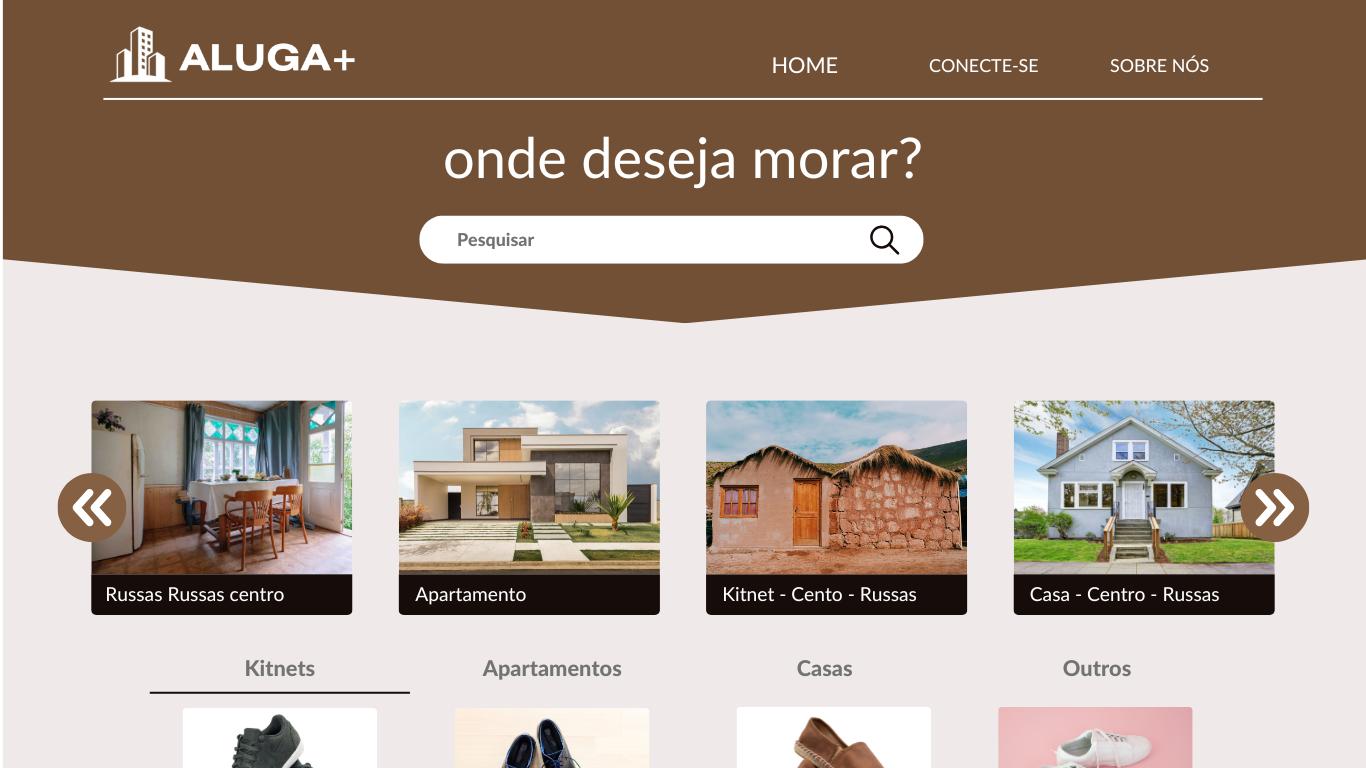 ALUGA+
HOME
CONECTE-SE
SOBRE NÓS
onde deseja morar?
Pesquisar
Russas Russas centro
Apartamento
Kitnet - Cento - Russas
Casa - Centro - Russas
Kitnets
Apartamentos
Casas
Outros